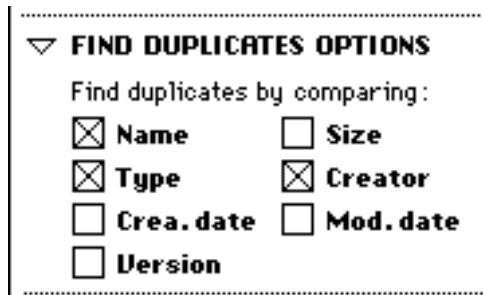 FIND DUPLICATES OPTIONS
Find duplicates by comparing:
Name Size
Type Creator
Crea.date Mod.date
Version